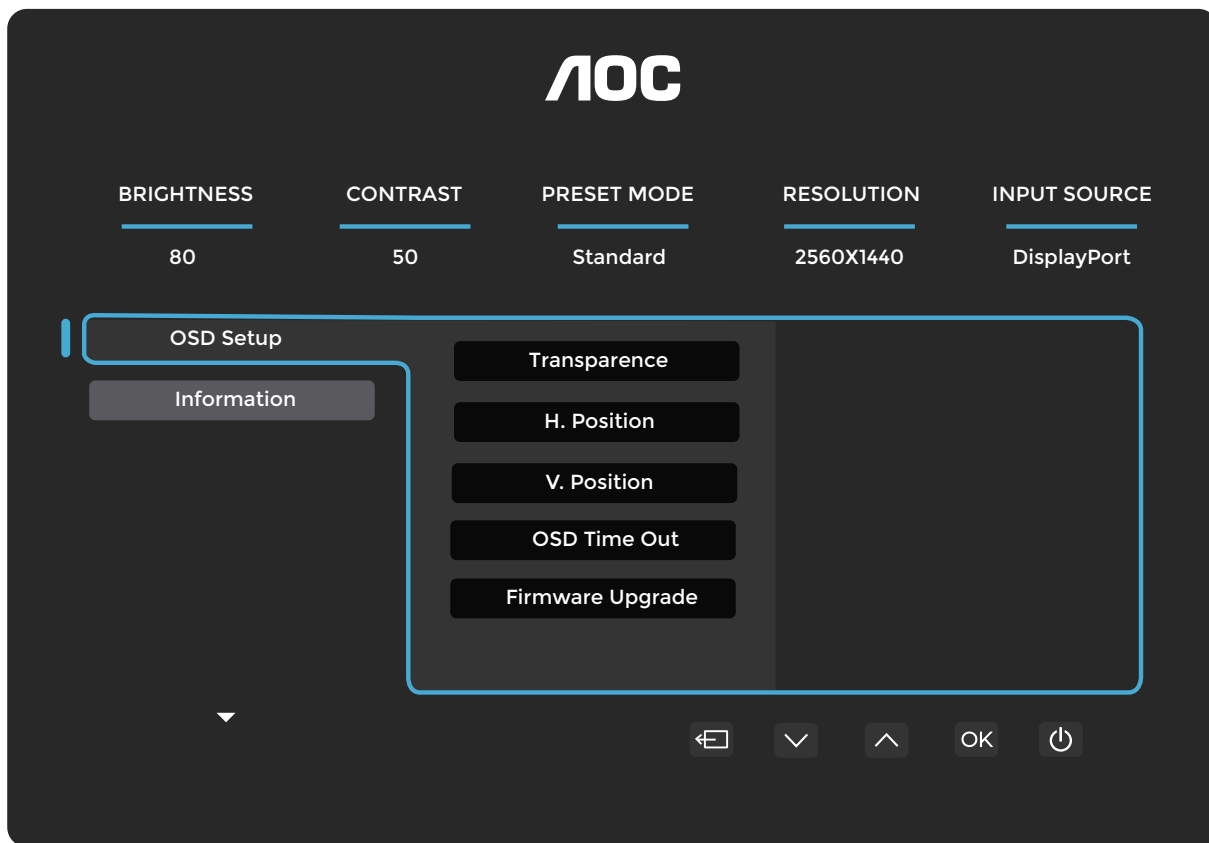 AOC
BRIGHTNESS CONTRAST PRESET MODE RESOLUTION INPUT SOURCE
80 50 Standard 2560X1440 DisplayPort
OSD Setup
Transparence
Information
H. Position
V. Position
OSD Time Out
Firmware Upgrade
OK